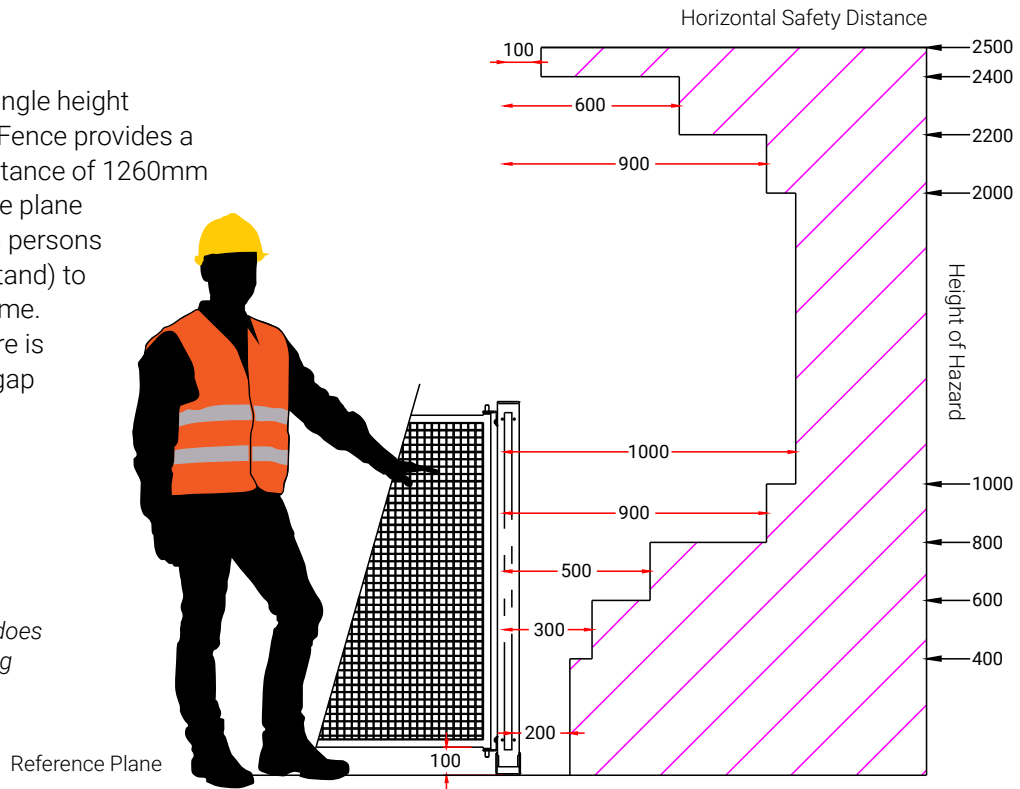 Horizontal Safety Distance
ngle height
Fence provides a
tance of 1260mm
e plane
persons
tand) to
me.
re is
gap
does
g
Reference Plane
100
600
900
1000
900
500
300
200
100
2500
2400
2200
2000
1000
800
600
400
Height of Hazard